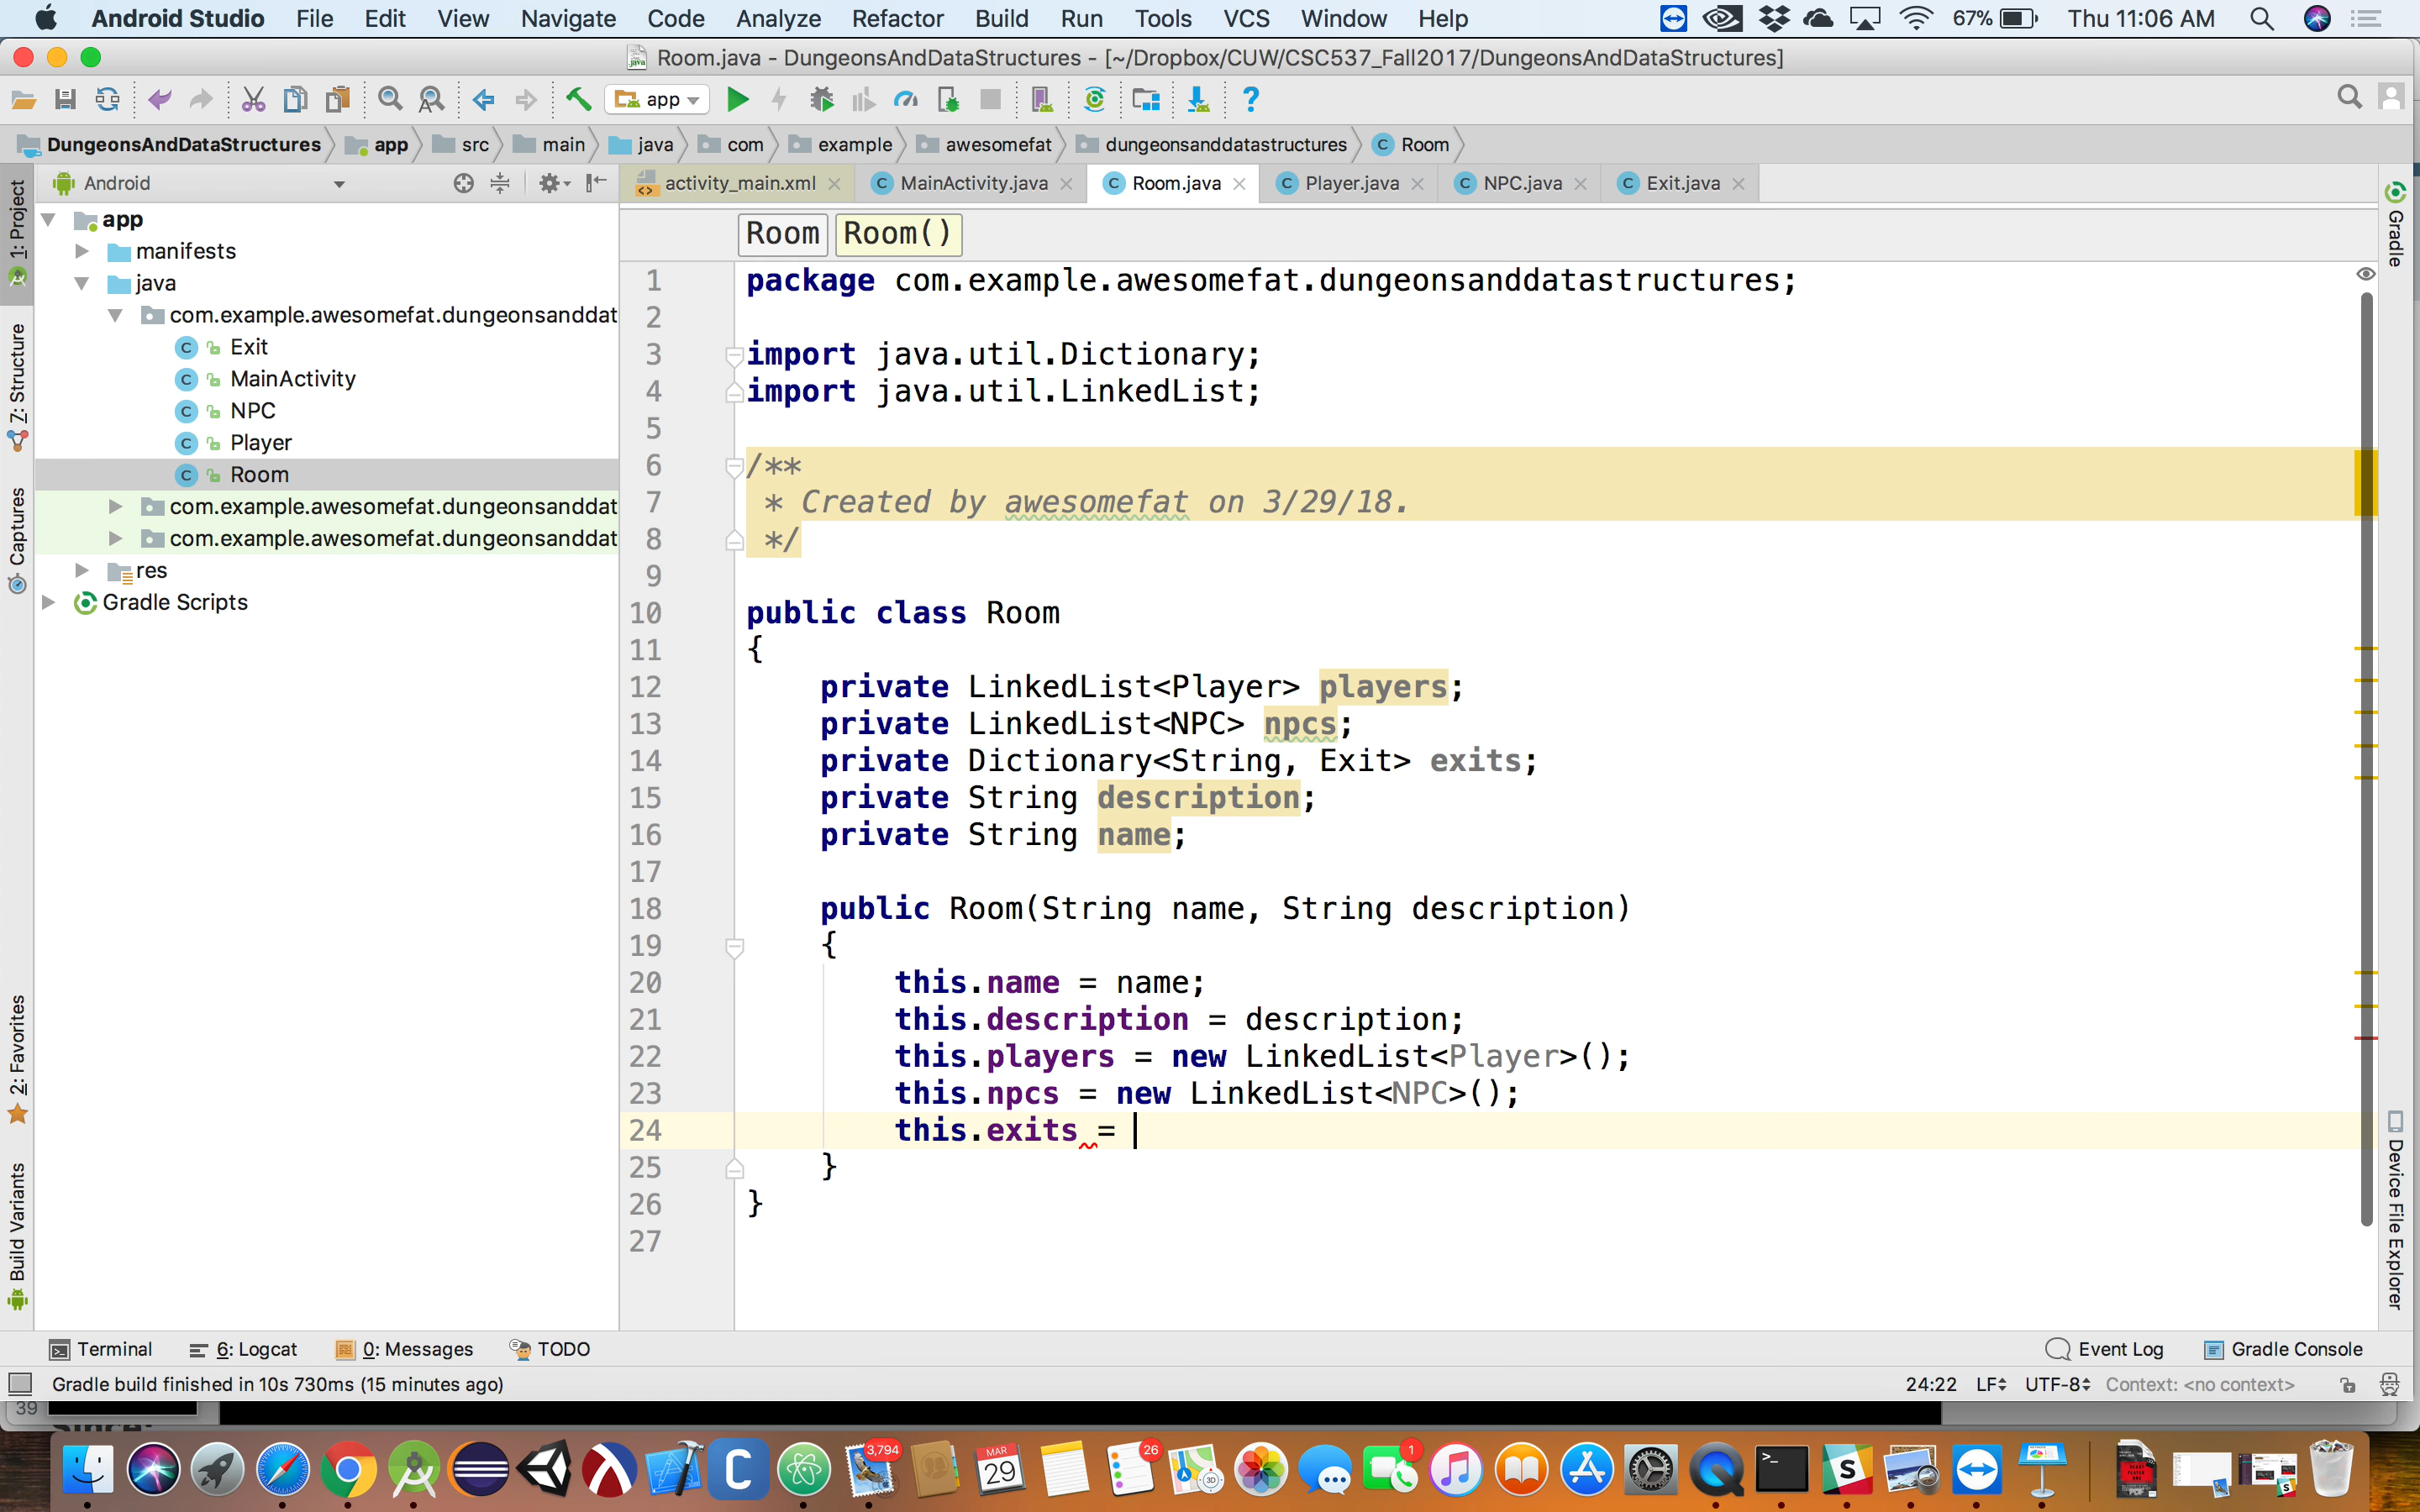 Android Studio File Edit View Navigate Code Analyze Refactor Build Run Tools VCS Window Help 67% Thu 11:06 AM
Room.java - DungeonsAndDataStructures - [~/Dropbox/CUW/CSC537_Fall2017/DungeonsAndDataStructures]
app
DungeonsAndDataStructures app src main java com example awesomefat dungeonsanddatastructures Room
Android
activity_main.xml MainActivity.java Room.java Player.java NPC.java Exit.java
1: Project
Z: Structure
Captures
2: Favorites
Build Variants
app
manifests
java
com.example.awesomefat.dungeonsanddat
Exit
MainActivity
NPC
Player
Room
com.example.awesomefat.dungeonsanddat
com.example.awesomefat.dungeonsanddat
res
Gradle Scripts
Room Room()
1 package com.example.awesomefat.dungeonsanddatastructures;
2
3 import java.util.Dictionary;
4 import java.util.LinkedList;
5
6 /**
7 * Created by awesomefat on 3/29/18.
8 */
9
10 public class Room
11 {
12 private LinkedList<Player> players;
13 private LinkedList<NPC> npcs;
14 private Dictionary<String, Exit> exits;
15 private String description;
16 private String name;
17
18 public Room(String name, String description)
19 {
20 this.name = name;
21 this.description = description;
22 this.players = new LinkedList<Player>();
23 this.npcs = new LinkedList<NPC>();
24 this.exits =
25 }
26 }
27
Gradle
Device File Explorer
Terminal 6: Logcat 0: Messages TODO Event Log Gradle Console
Gradle build finished in 10s 730ms (15 minutes ago) 24:22 LF UTF-8 Context: <no context>
39
3,794 MAR 29 26 3D 1